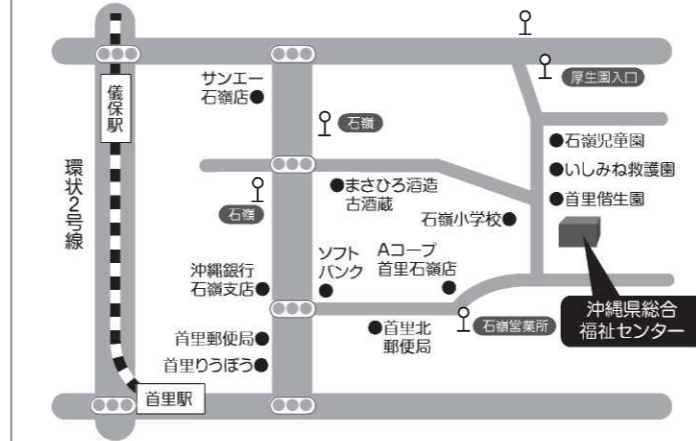 厚生園入口
サンエー
石嶺店
儀保駅
石嶺
石嶺児童園
いしみね救護園
首里偕生園
環状2号線
まさひろ酒造
古酒蔵
石嶺
石嶺小学校
沖縄銀行
石嶺支店
ソフト
バンク
Aコープ
首里石嶺店
沖縄県総合
福祉センター
石嶺営業所
首里郵便局
首里北
郵便局
首里りうぼう
首里駅